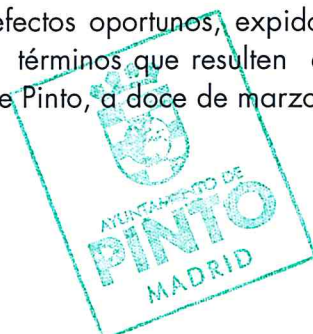 efectos oportunos, expido
términos que resulten
e Pinto, a doce de marzo
AYUNTAMIENTO DE
PINTO
MADRID